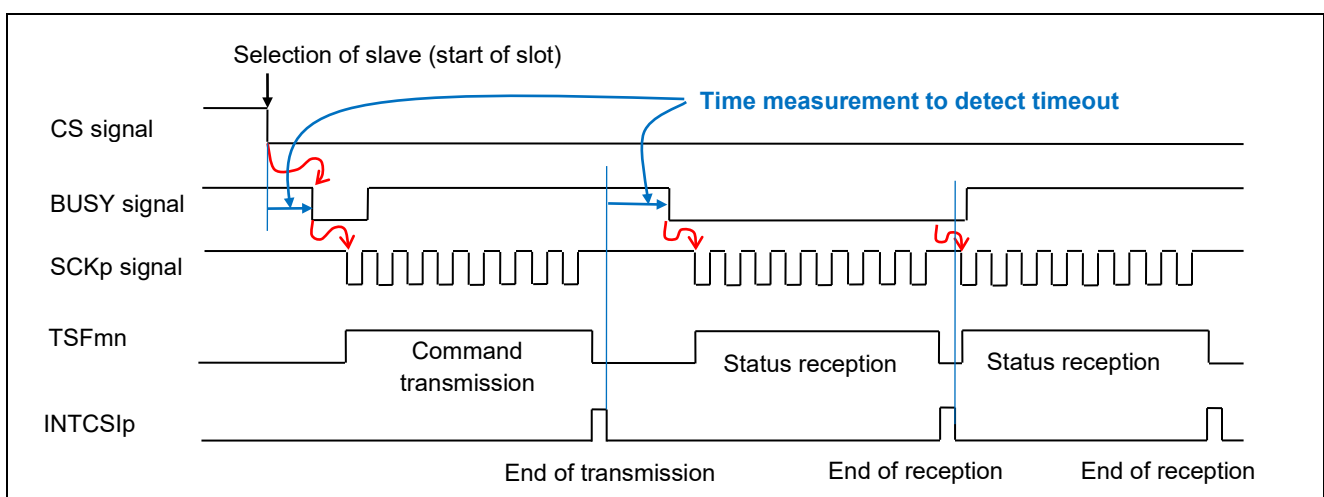 Selection of slave (start of slot)
Time measurement to detect timeout
CS signal
BUSY signal
SCKp signal
TSFmn
Command
transmission
Status reception
Status reception
INTCSIp
End of transmission
End of reception
End of reception